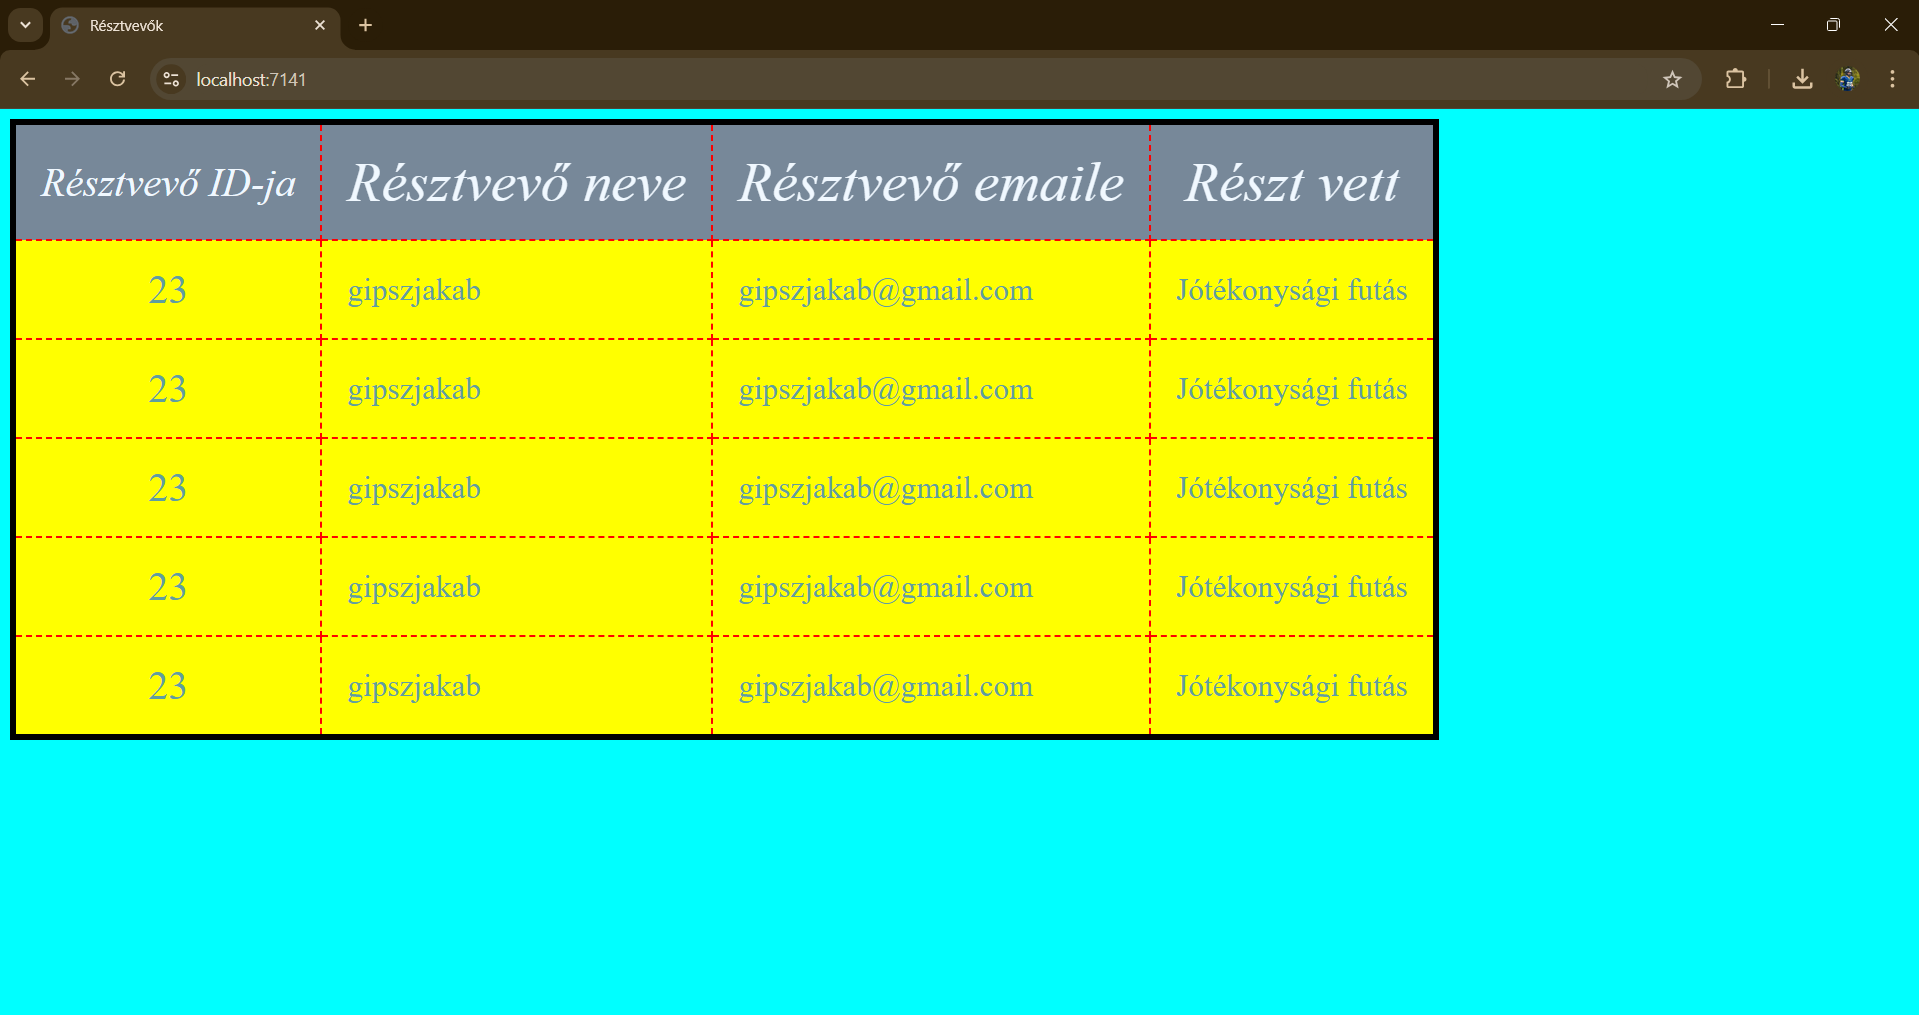 Résztvevők
localhost:7141
Résztvevő ID-ja Résztvevő neve Résztvevő emaile Részt vett
23 gipszjakab gipszjakab@gmail.com Jótékonysági futás
23 gipszjakab gipszjakab@gmail.com Jótékonysági futás
23 gipszjakab gipszjakab@gmail.com Jótékonysági futás
23 gipszjakab gipszjakab@gmail.com Jótékonysági futás
23 gipszjakab gipszjakab@gmail.com Jótékonysági futás